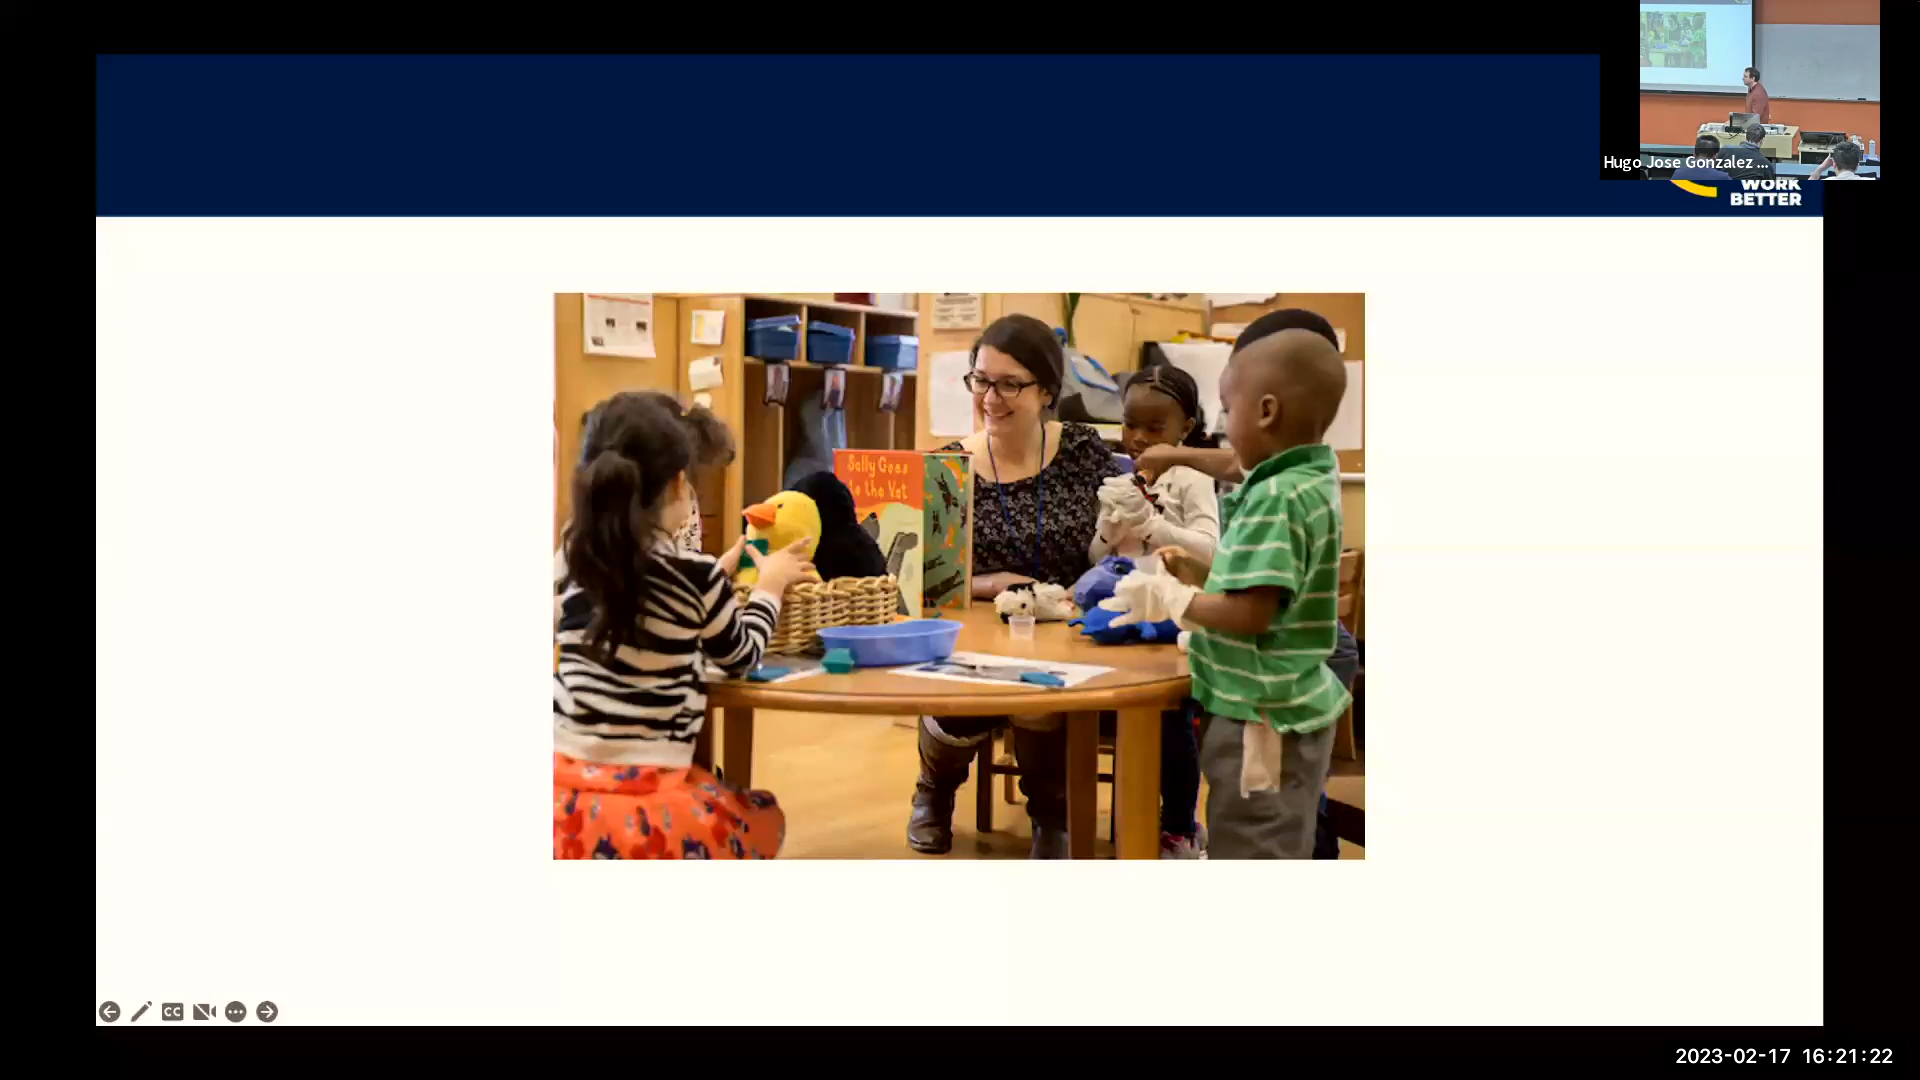 Hugo Jose Gonzalez ...
WORK
BETTER
Sally Goes
to the Vet
2023-02-17 16:21:22